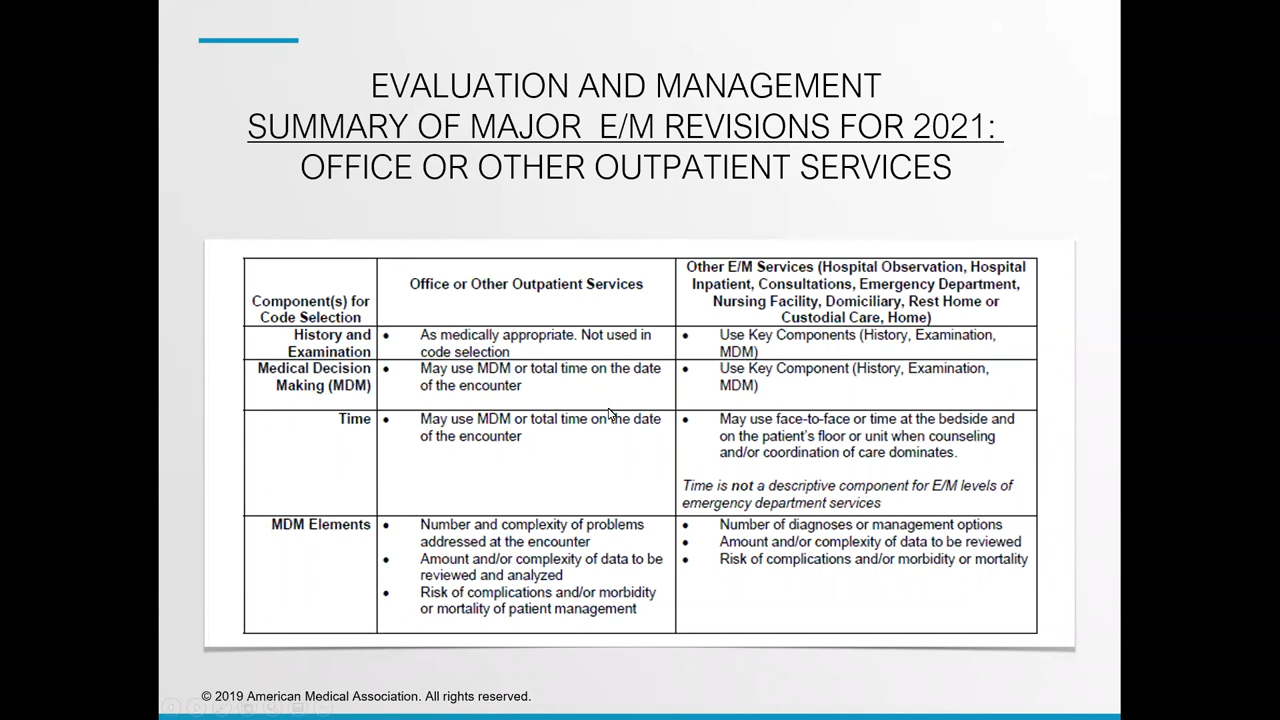 EVALUATION AND MANAGEMENT
SUMMARY OF MAJOR E/M REVISIONS FOR 2021:
OFFICE OR OTHER OUTPATIENT SERVICES
Component(s) for
Code Selection
Office or Other Outpatient Services
Other E/M Services (Hospital Observation, Hospital
Inpatient, Consultations, Emergency Department,
Nursing Facility, Domiciliary, Rest Home or
Custodial Care, Home)
History and
Examination
• As medically appropriate. Not used in
code selection
• Use Key Components (History, Examination,
MDM)
Medical Decision
Making (MDM)
• May use MDM or total time on the date
of the encounter
• Use Key Component (History, Examination,
MDM)
Time
• May use MDM or total time on the date
of the encounter
• May use face-to-face or time at the bedside and
on the patient's floor or unit when counseling
and/or coordination of care dominates.
Time is not a descriptive component for E/M levels of
emergency department services
MDM Elements
• Number and complexity of problems
addressed at the encounter
• Amount and/or complexity of data to be
reviewed and analyzed
• Risk of complications and/or morbidity
or mortality of patient management
• Number of diagnoses or management options
• Amount and/or complexity of data to be reviewed
• Risk of complications and/or morbidity or mortality
© 2019 American Medical Association. All rights reserved.